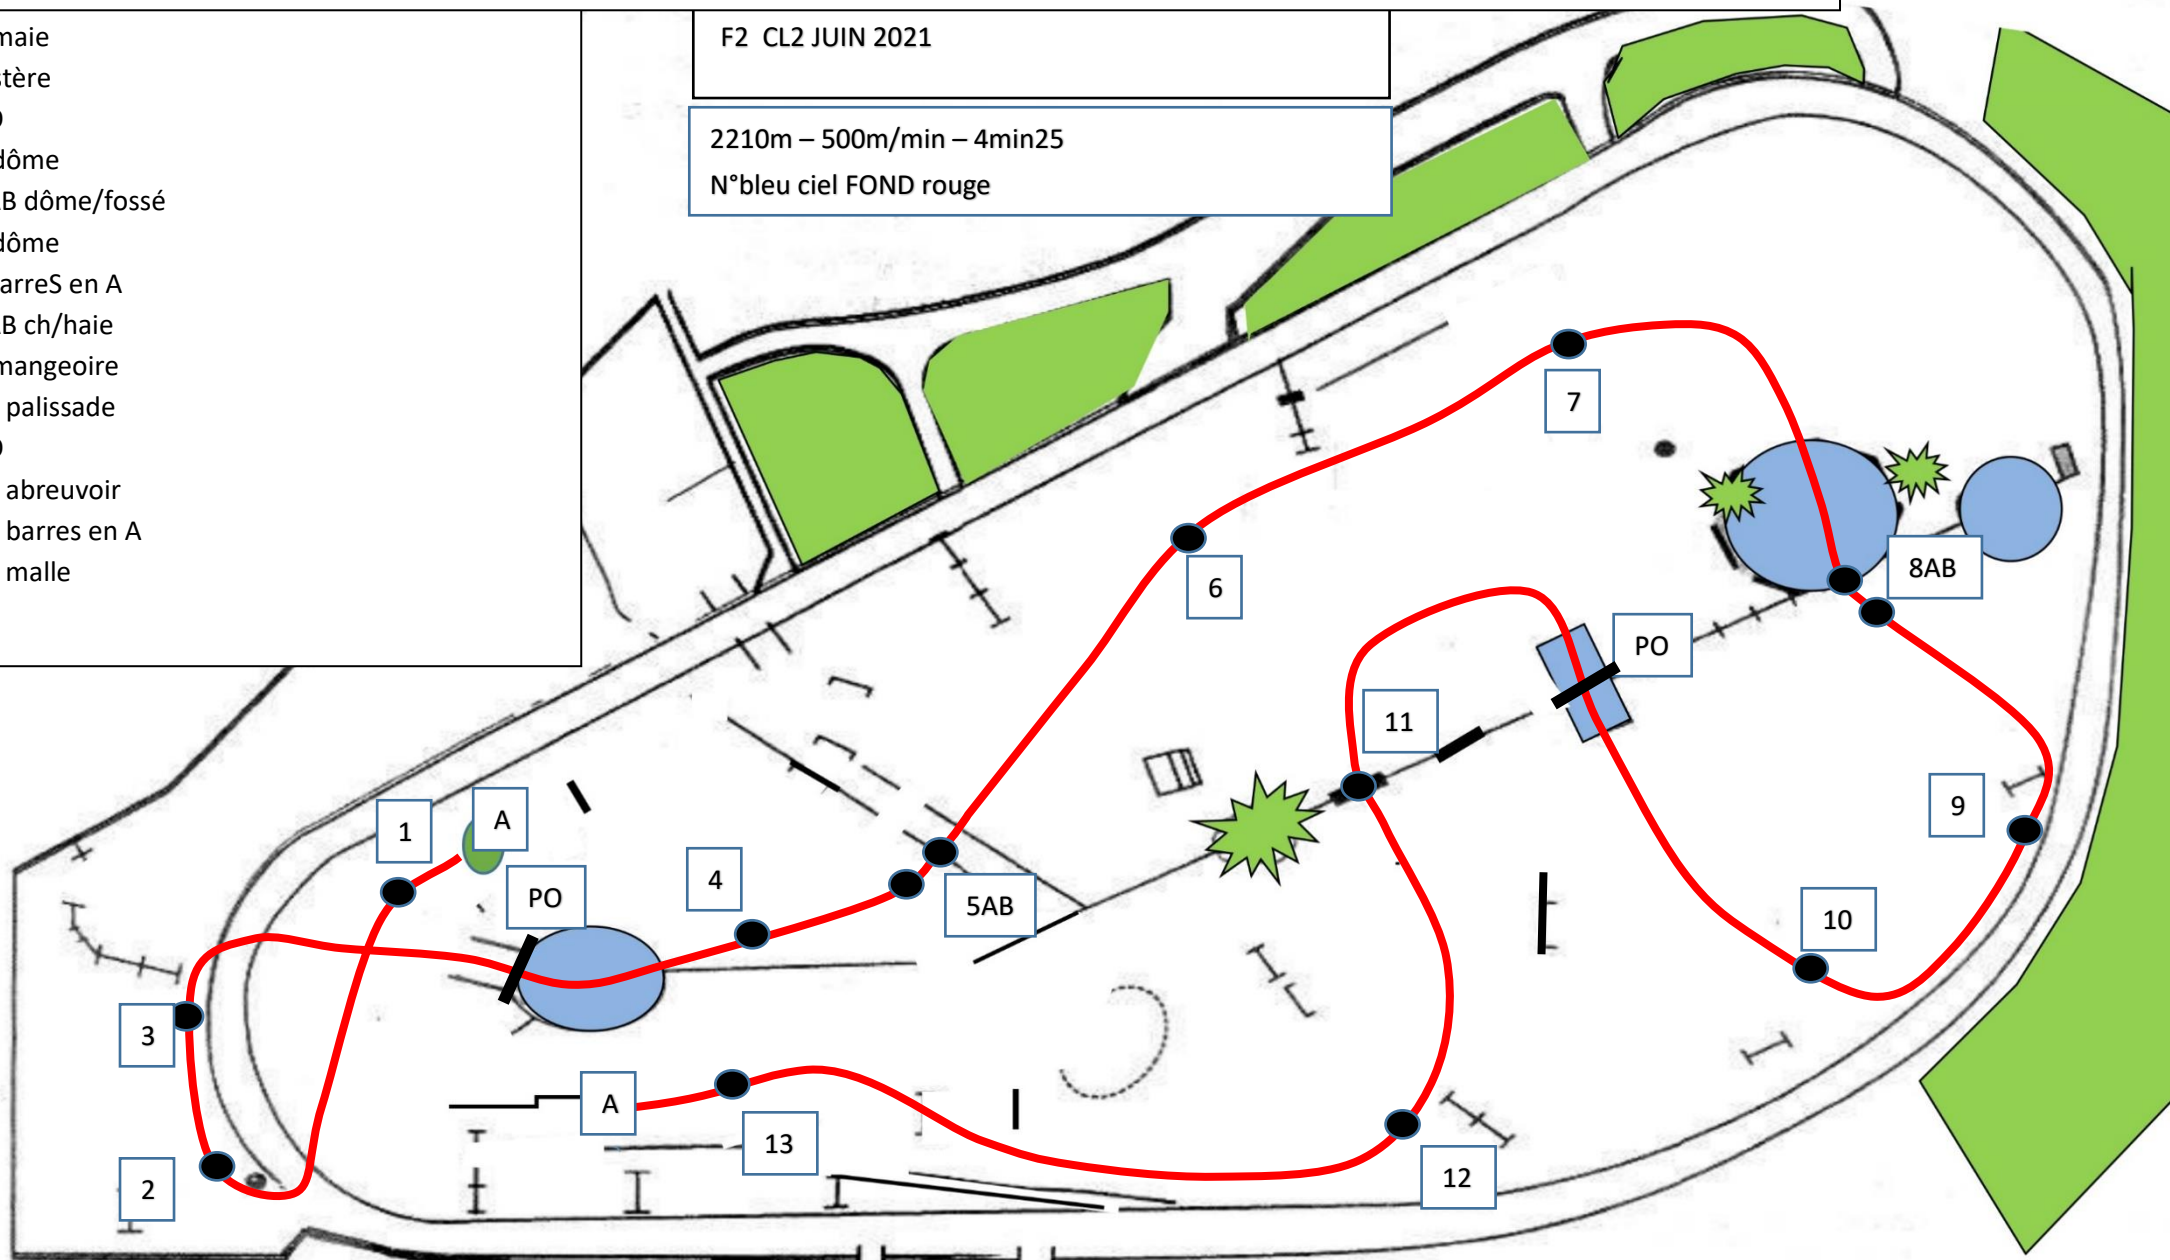 maie
stère
dôme
B dôme/fossé
dôme
arreS en A
B ch/haie
mangeoire
palissade
abreuvoir
barres en A
malle
F2 CL2 JUIN 2021
2210m – 500m/min – 4min25
N°bleu ciel FOND rouge
7
8AB
6
PO
11
9
1
A
4
PO
5AB
10
3
A
13
2
12